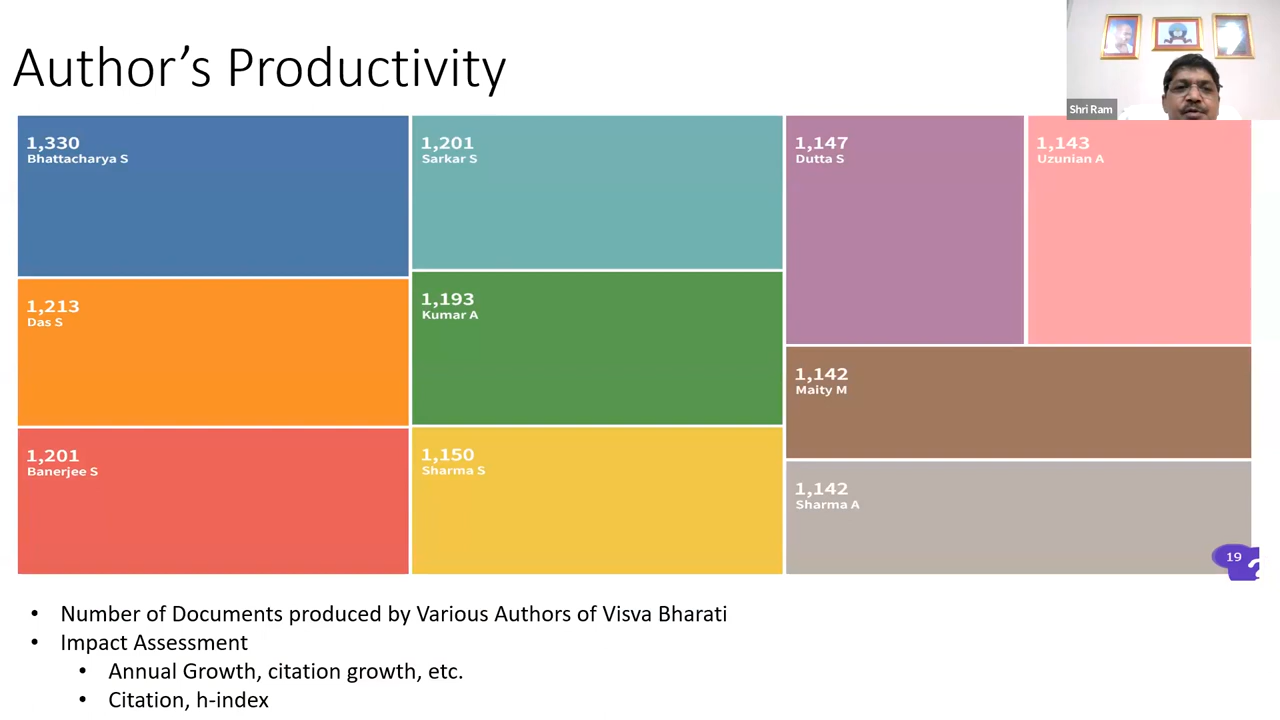 Author’s Productivity
Shri Ram
1,330
Bhattacharya S
1,201
Sarkar S
1,147
Dutta S
1,143
Uzunian A
1,213
Das S
1,193
Kumar A
1,142
Maity M
1,201
Banerjee S
1,150
Sharma S
1,142
Sharma A
19
• Number of Documents produced by Various Authors of Visva Bharati
• Impact Assessment
• Annual Growth, citation growth, etc.
• Citation, h-index